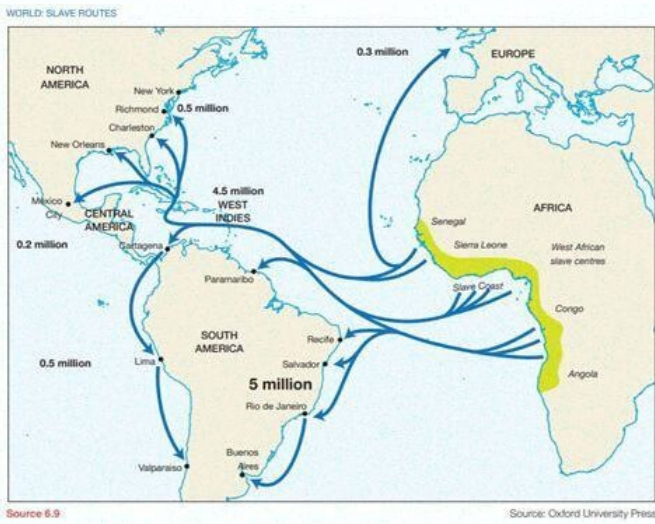 WORLD: SLAVE ROUTES
0.3 million
EUROPE
NORTH
AMERICA
New York
Richmond
0.5 million
Charleston
New Orleans
Mexico
City
CENTRAL
AMERICA
4.5 million
WEST
INDIES
0.2 million
Cartagena
Paramaribo
AFRICA
Senegal
Sierra Leone
West African
slave centres
Slave Coast
Congo
Angola
SOUTH
AMERICA
Recife
Salvador
0.5 million
Lima
5 million
Rio de Janeiro
Buenos
Aires
Valparaiso
Source 6.9
Source: Oxford University Press